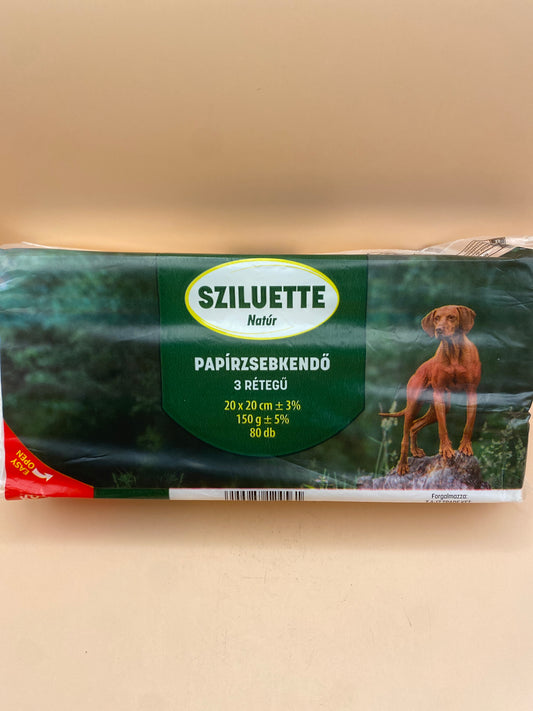 SZILUETTE
Natúr
PAPÍRZSEBKENDŐ
3 RÉTEGŰ
20 x 20 cm ± 3%
150 g ± 5%
80 db
EASY
OPEN
Forgalmazza: